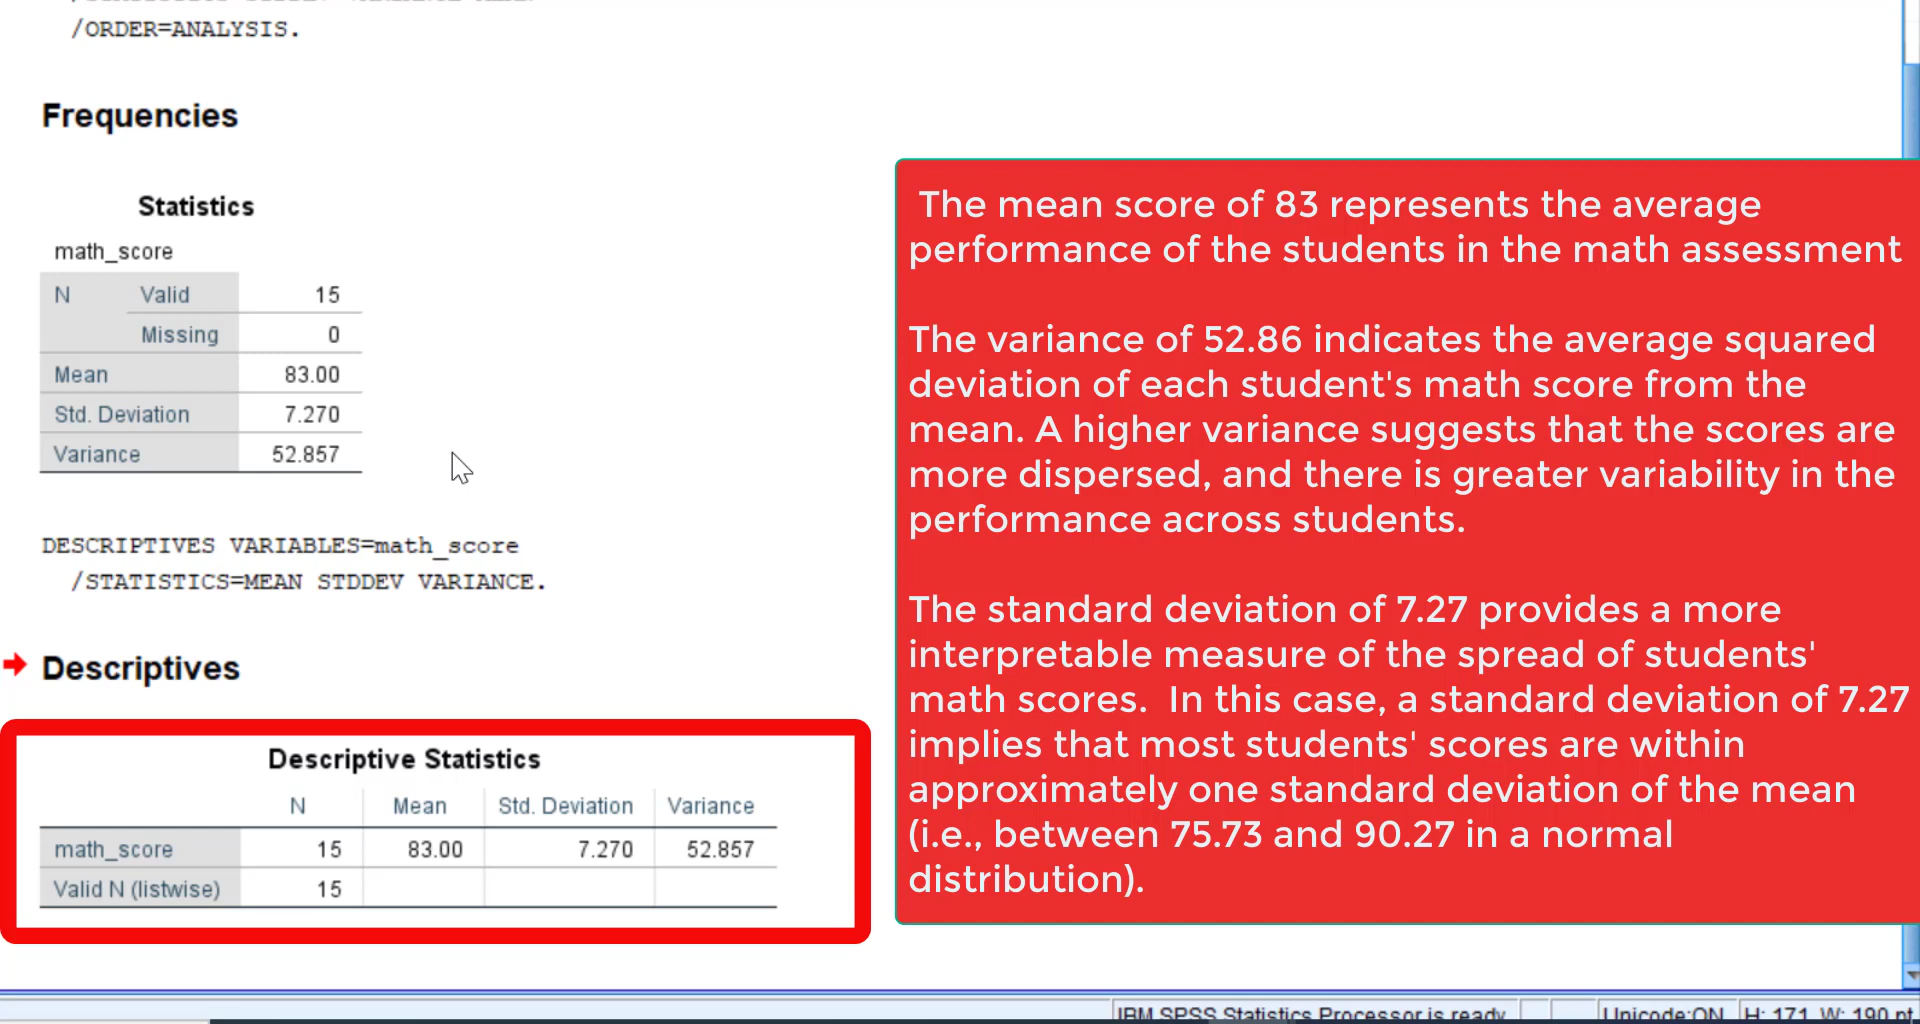 /ORDER=ANALYSIS.
Frequencies
Statistics
math_score
N Valid 15
Missing 0
Mean 83.00
Std. Deviation 7.270
Variance 52.857
DESCRIPTIVES VARIABLES=math_score
/STATISTICS=MEAN STDDEV VARIANCE.
Descriptives
Descriptive Statistics
N Mean Std. Deviation Variance
math_score 15 83.00 7.270 52.857
Valid N (listwise) 15
The mean score of 83 represents the average
performance of the students in the math assessment
The variance of 52.86 indicates the average squared
deviation of each student's math score from the
mean. A higher variance suggests that the scores are
more dispersed, and there is greater variability in the
performance across students.
The standard deviation of 7.27 provides a more
interpretable measure of the spread of students'
math scores. In this case, a standard deviation of 7.27
implies that most students' scores are within
approximately one standard deviation of the mean
(i.e., between 75.73 and 90.27 in a normal
distribution).
IBM SPSS Statistics Processor is ready
Unicode:ON
H: 171, W: 190 pt